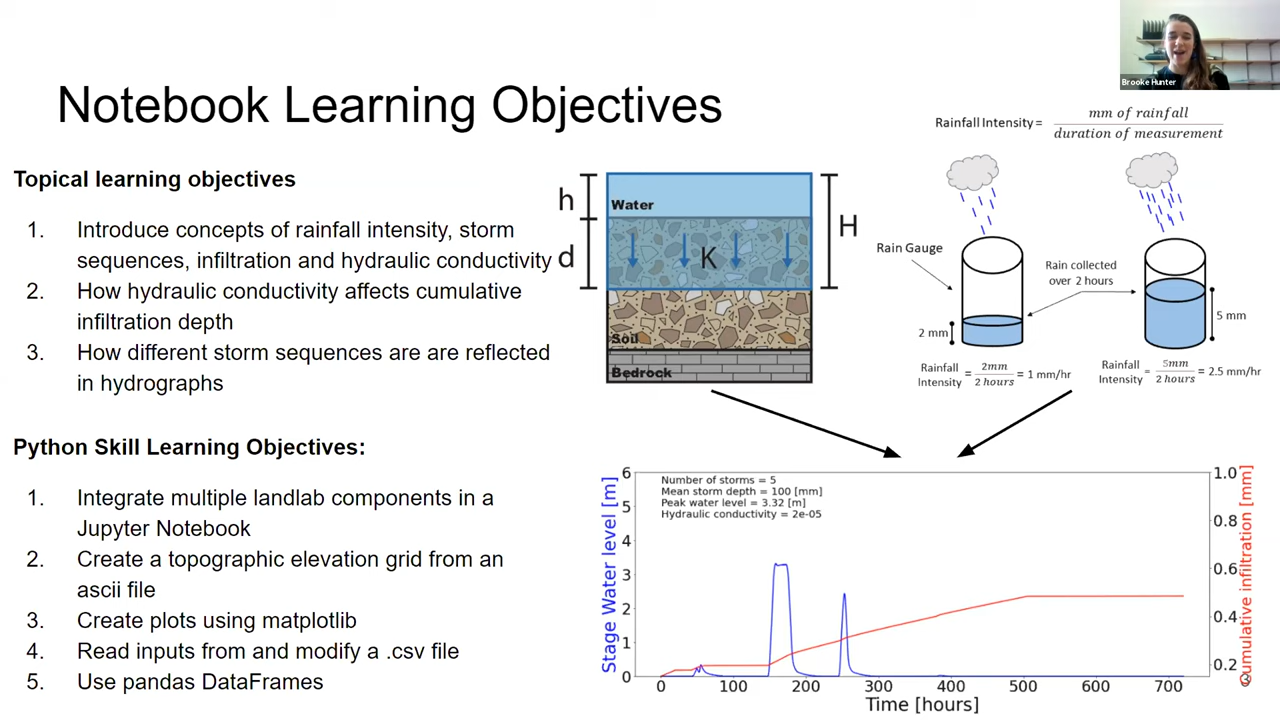 Brooke Hunter
Notebook Learning Objectives
Topical learning objectives
1. Introduce concepts of rainfall intensity, storm
sequences, infiltration and hydraulic conductivity
2. How hydraulic conductivity affects cumulative
infiltration depth
3. How different storm sequences are are reflected
in hydrographs
Python Skill Learning Objectives:
1. Integrate multiple landlab components in a
Jupyter Notebook
2. Create a topographic elevation grid from an
ascii file
3. Create plots using matplotlib
4. Read inputs from and modify a .csv file
5. Use pandas DataFrames
h
d
H
Water
K
Soil
Bedrock
Rainfall Intensity = mm of rainfall
duration of measurement
Rain Gauge
Rain collected
over 2 hours
2 mm
5 mm
Rainfall
Intensity = 2mm
2 hours = 1 mm/hr
Rainfall
Intensity = 5mm
2 hours = 2.5 mm/hr
Number of storms = 5
Mean storm depth = 100 [mm]
Peak water level = 3.32 [m]
Hydraulic conductivity = 2e-05
Stage Water level [m]
6
5
4
3
2
1
0
1.0
0.8
0.6
0.4
0.2
Cumulative infiltration [mm]
0 100 200 300 400 500 600 700
Time [hours]